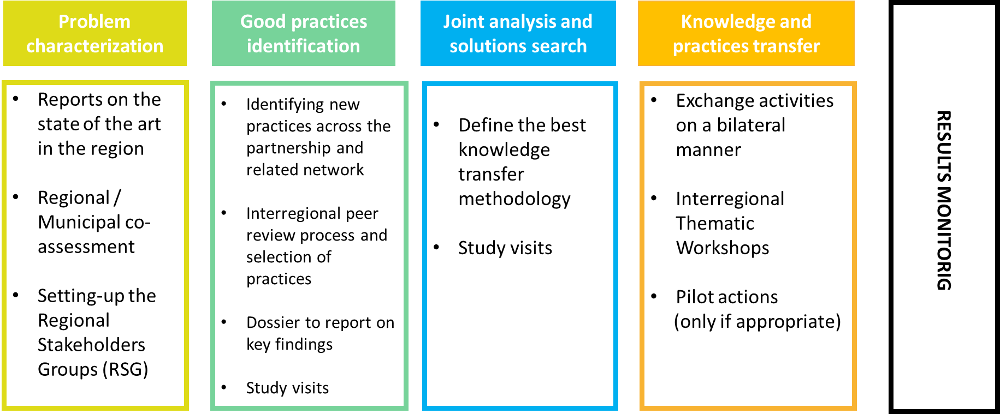 Problem
characterization
• Reports on the
state of the art
in the region
• Regional /
Municipal co-
assessment
• Setting-up the
Regional
Stakeholders
Groups (RSG)
Good practices
identification
• Identifying new
practices across the
partnership and
related network
• Interregional peer
review process and
selection of
practices
• Dossier to report on
key findings
• Study visits
Joint analysis and
solutions search
• Define the best
knowledge
transfer
methodology
• Study visits
Knowledge and
practices transfer
• Exchange activities
on a bilateral
manner
• Interregional
Thematic
Workshops
• Pilot actions
(only if appropriate)
RESULTS MONITORIG